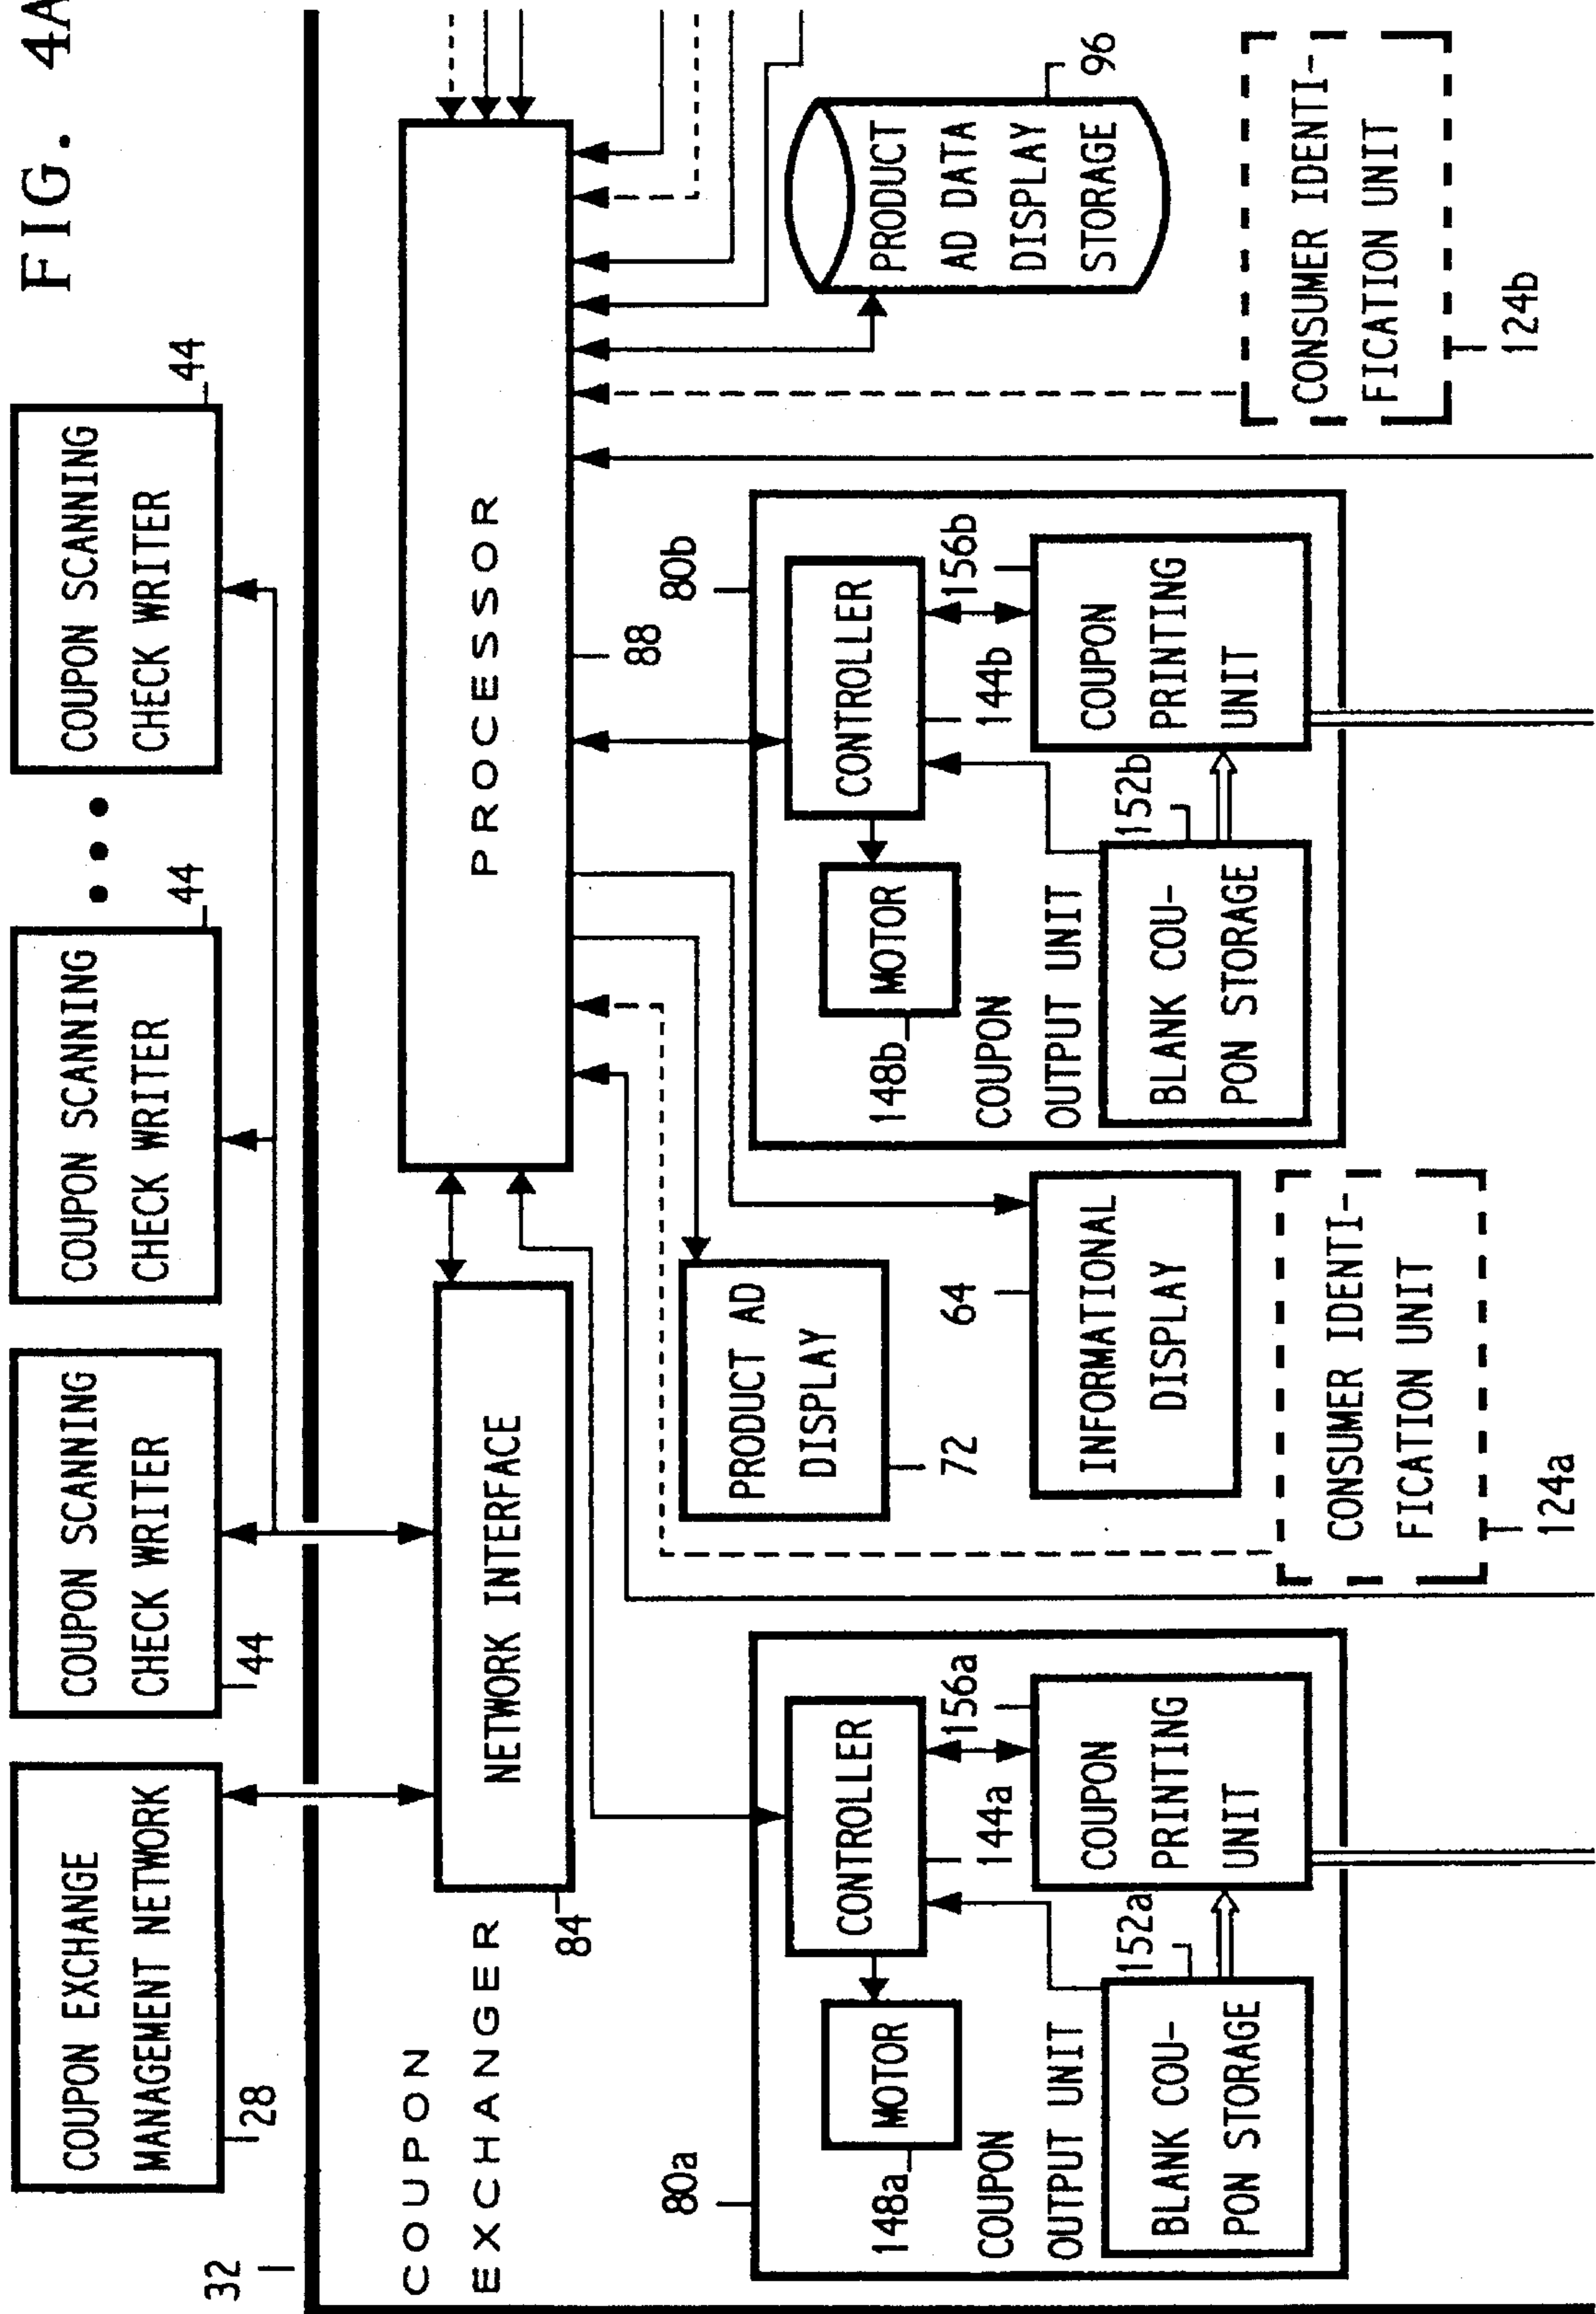 FIG. 4A
COUPON EXCHANGE
MANAGEMENT NETWORK
28
COUPON SCANNING
CHECK WRITER
44
COUPON SCANNING
CHECK WRITER
44
• • •
COUPON SCANNING
CHECK WRITER
44
32
COUPON
EXCHANGER
NETWORK INTERFACE
84
PROCESSOR
88
80a
CONTROLLER
144a
MOTOR
148a
COUPON
OUTPUT UNIT
156a
COUPON
PRINTING
UNIT
152a
BLANK COU-
PON STORAGE
PRODUCT AD
DISPLAY
72
64
INFORMATIONAL
DISPLAY
CONSUMER IDENTI-
FICATION UNIT
124a
80b
CONTROLLER
144b
MOTOR
148b
COUPON
OUTPUT UNIT
156b
COUPON
PRINTING
UNIT
152b
BLANK COU-
PON STORAGE
PRODUCT
AD DATA
DISPLAY
STORAGE
96
CONSUMER IDENTI-
FICATION UNIT
124b